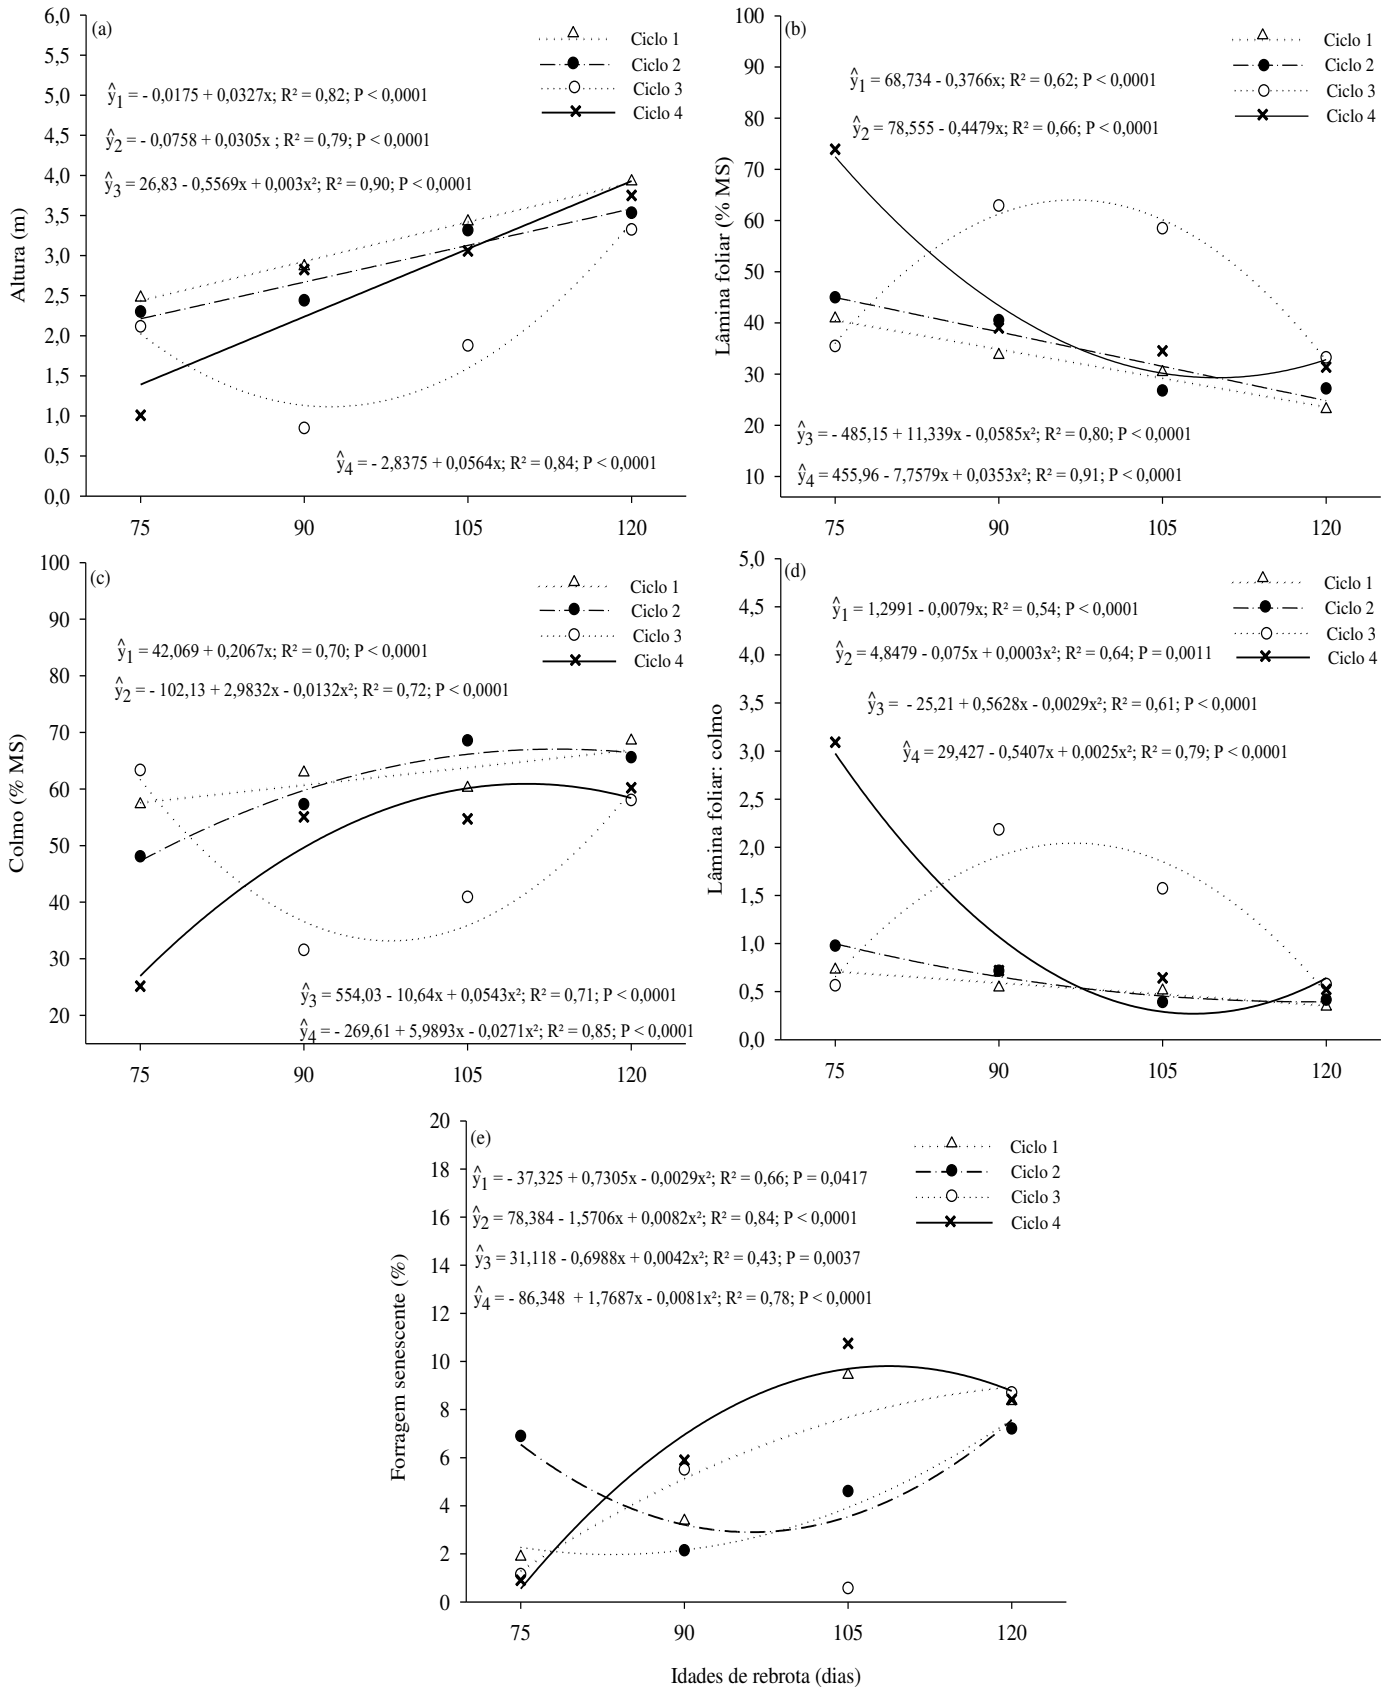 (a)
Ciclo 1
Ciclo 2
Ciclo 3
Ciclo 4
ŷ1 = - 0,0175 + 0,0327x; R² = 0,82; P < 0,0001
ŷ2 = - 0,0758 + 0,0305x ; R² = 0,79; P < 0,0001
ŷ3 = 26,83 - 0,5569x + 0,003x²; R² = 0,90; P < 0,0001
ŷ4 = - 2,8375 + 0,0564x; R² = 0,84; P < 0,0001
Altura (m)
6,0
5,5
5,0
4,5
4,0
3,5
3,0
2,5
2,0
1,5
1,0
0,5
0,0
75 90 105 120
(b)
Ciclo 1
Ciclo 2
Ciclo 3
Ciclo 4
ŷ1 = 68,734 - 0,3766x; R² = 0,62; P < 0,0001
ŷ2 = 78,555 - 0,4479x; R² = 0,66; P < 0,0001
ŷ3 = - 485,15 + 11,339x - 0,0585x²; R² = 0,80; P < 0,0001
ŷ4 = 455,96 - 7,7579x + 0,0353x²; R² = 0,91; P < 0,0001
Lâmina foliar (% MS)
100
90
80
70
60
50
40
30
20
10
75 90 105 120
(c)
Ciclo 1
Ciclo 2
Ciclo 3
Ciclo 4
ŷ1 = 42,069 + 0,2067x; R² = 0,70; P < 0,0001
ŷ2 = - 102,13 + 2,9832x - 0,0132x²; R² = 0,72; P < 0,0001
ŷ3 = 554,03 - 10,64x + 0,0543x²; R² = 0,71; P < 0,0001
ŷ4 = - 269,61 + 5,9893x - 0,0271x²; R² = 0,85; P < 0,0001
Colmo (% MS)
100
90
80
70
60
50
40
30
20
75 90 105 120
(d)
Ciclo 1
Ciclo 2
Ciclo 3
Ciclo 4
ŷ1 = 1,2991 - 0,0079x; R² = 0,54; P < 0,0001
ŷ2 = 4,8479 - 0,075x + 0,0003x²; R² = 0,64; P = 0,0011
ŷ3 = - 25,21 + 0,5628x - 0,0029x²; R² = 0,61; P < 0,0001
ŷ4 = 29,427 - 0,5407x + 0,0025x²; R² = 0,79; P < 0,0001
Lâmina foliar: colmo
5,0
4,5
4,0
3,5
3,0
2,5
2,0
1,5
1,0
0,5
0,0
75 90 105 120
(e)
Ciclo 1
Ciclo 2
Ciclo 3
Ciclo 4
ŷ1 = - 37,325 + 0,7305x - 0,0029x²; R² = 0,66; P = 0,0417
ŷ2 = 78,384 - 1,5706x + 0,0082x²; R² = 0,84; P < 0,0001
ŷ3 = 31,118 - 0,6988x + 0,0042x²; R² = 0,43; P = 0,0037
ŷ4 = - 86,348 + 1,7687x - 0,0081x²; R² = 0,78; P < 0,0001
Forragem senescente (%)
20
18
16
14
12
10
8
6
4
2
0
75 90 105 120
Idades de rebrota (dias)